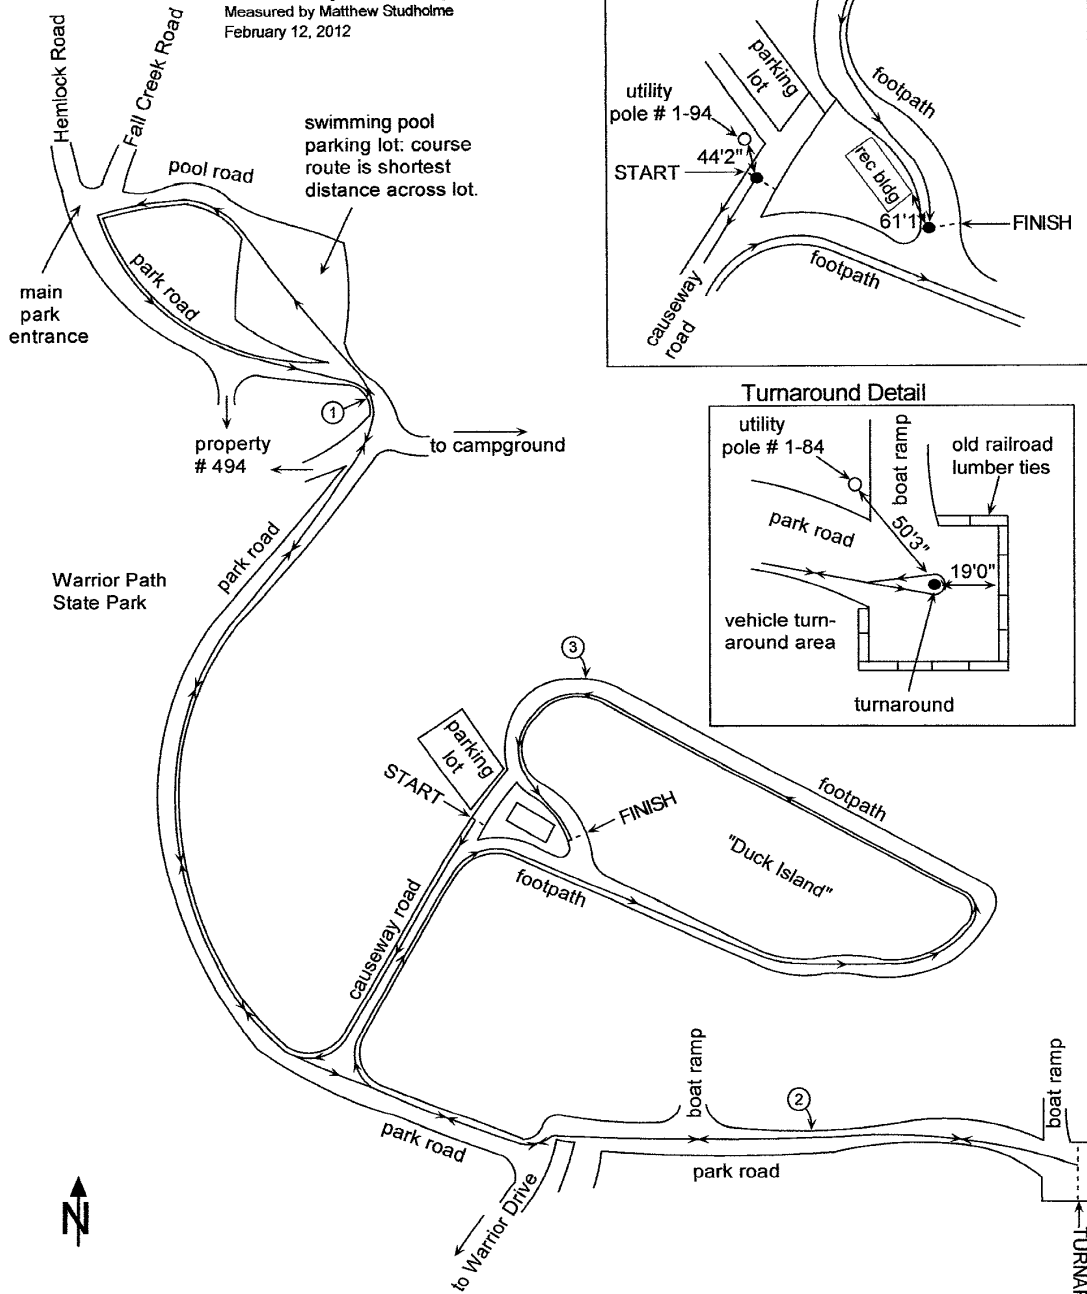 Measured by Matthew Studholme
February 12, 2012
Hemlock Road
Fall Creek Road
pool road
swimming pool
parking lot: course
route is shortest
distance across lot.
park road
main
park
entrance
1
property
# 494
to campground
park road
Warrior Path
State Park
parking
lot
utility
pole # 1-94
44'2"
START
footpath
rec bldg
61'1
FINISH
footpath
causeway
road
Turnaround Detail
utility
pole # 1-84
boat ramp
old railroad
lumber ties
park road
50'3"
19'0"
vehicle turn-
around area
turnaround
3
parking
lot
START
FINISH
footpath
"Duck Island"
footpath
causeway road
boat ramp
2
boat ramp
park road
park road
to Warrior Drive
N
TURNAR